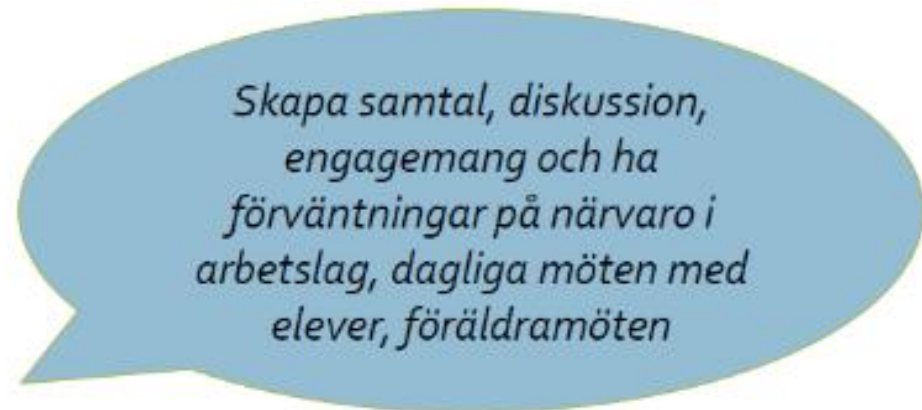 Skapa samtal, diskussion,
engagemang och ha
förväntningar på närvaro i
arbetslag, dagliga möten med
elever, föräldramöten